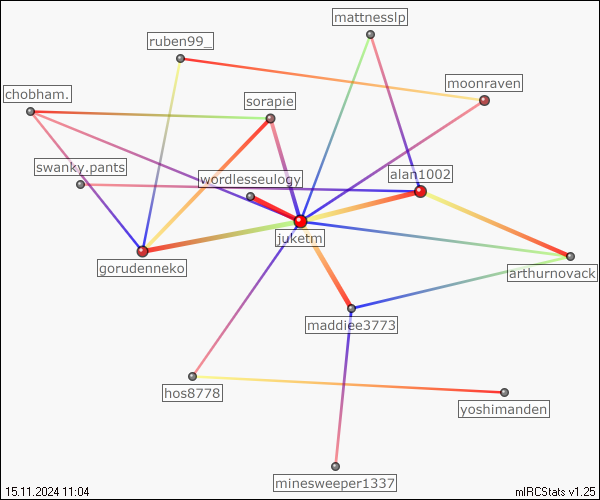 mattnesslp
ruben99_
moonraven
chobham.
sorapie
swanky.pants
wordlesseulogy
alan1002
juketm
gorudenneko
arthurnovack
maddiee3773
hos8778
yoshimanden
minesweeper1337
15.11.2024 11:04
mIRCStats v1.25